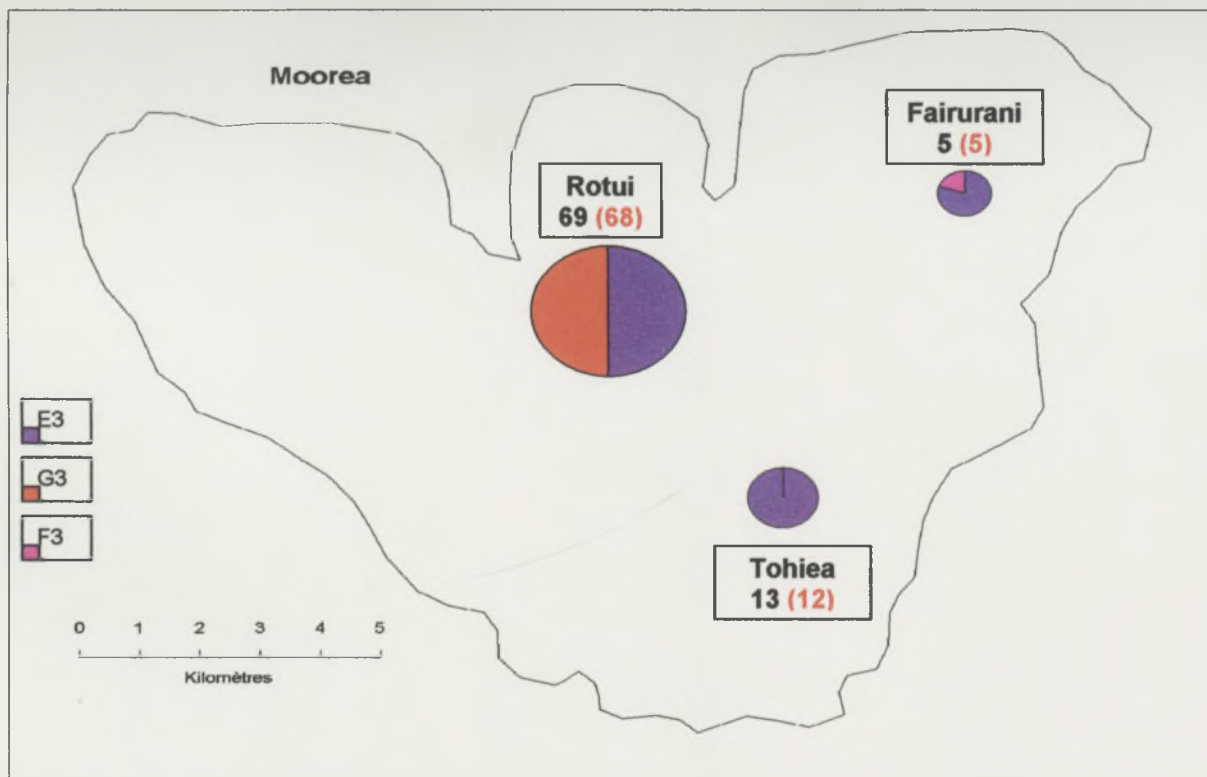 Moorea
Fairurani
5 (5)
Rotui
69 (68)
E3
G3
F3
Tohiea
13 (12)
0 1 2 3 4 5
Kilomètres